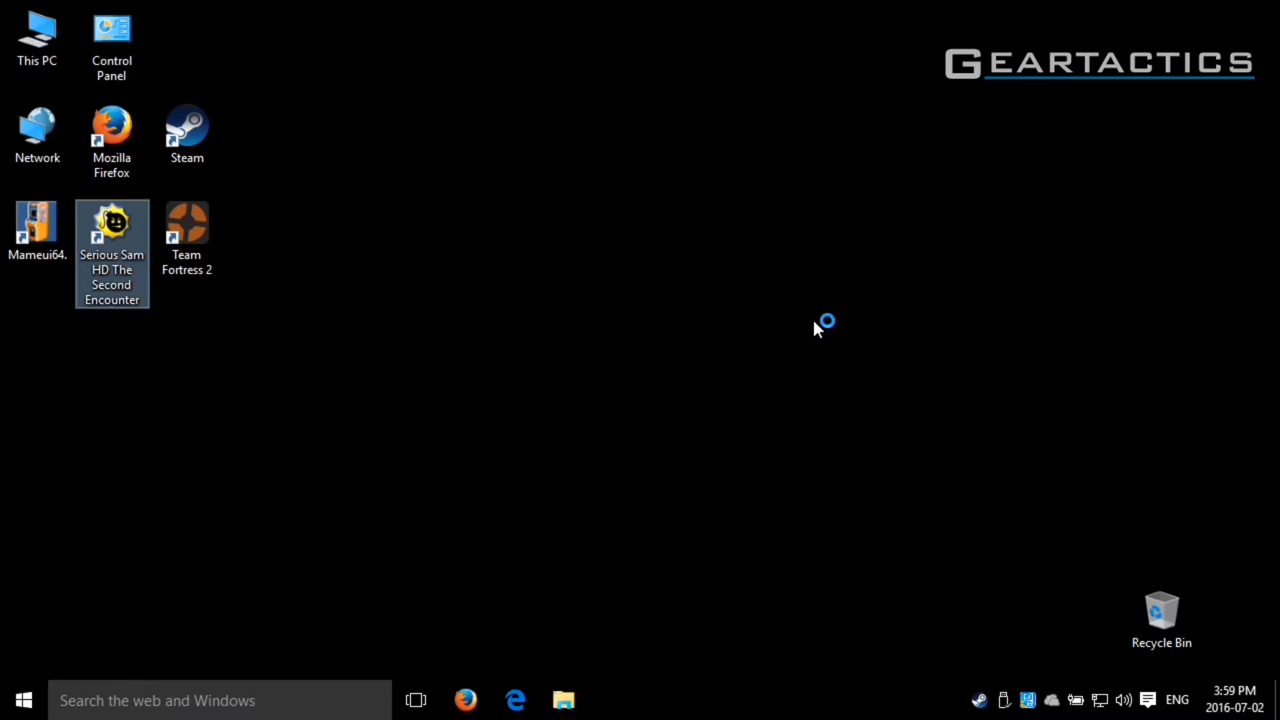 This PC
Control
Panel
GEARTACTICS
Network
Mozilla
Firefox
Steam
Mameui64.
Serious Sam
HD The
Second
Encounter
Team
Fortress 2
Recycle Bin
Search the web and Windows
ENG
3:59 PM
2016-07-02